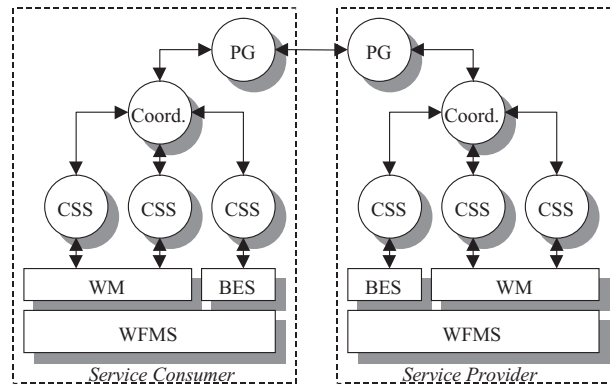 PG PG
Coord. Coord.
CSS CSS CSS CSS CSS CSS
WM BES BES WM
WFMS WFMS
Service Consumer Service Provider